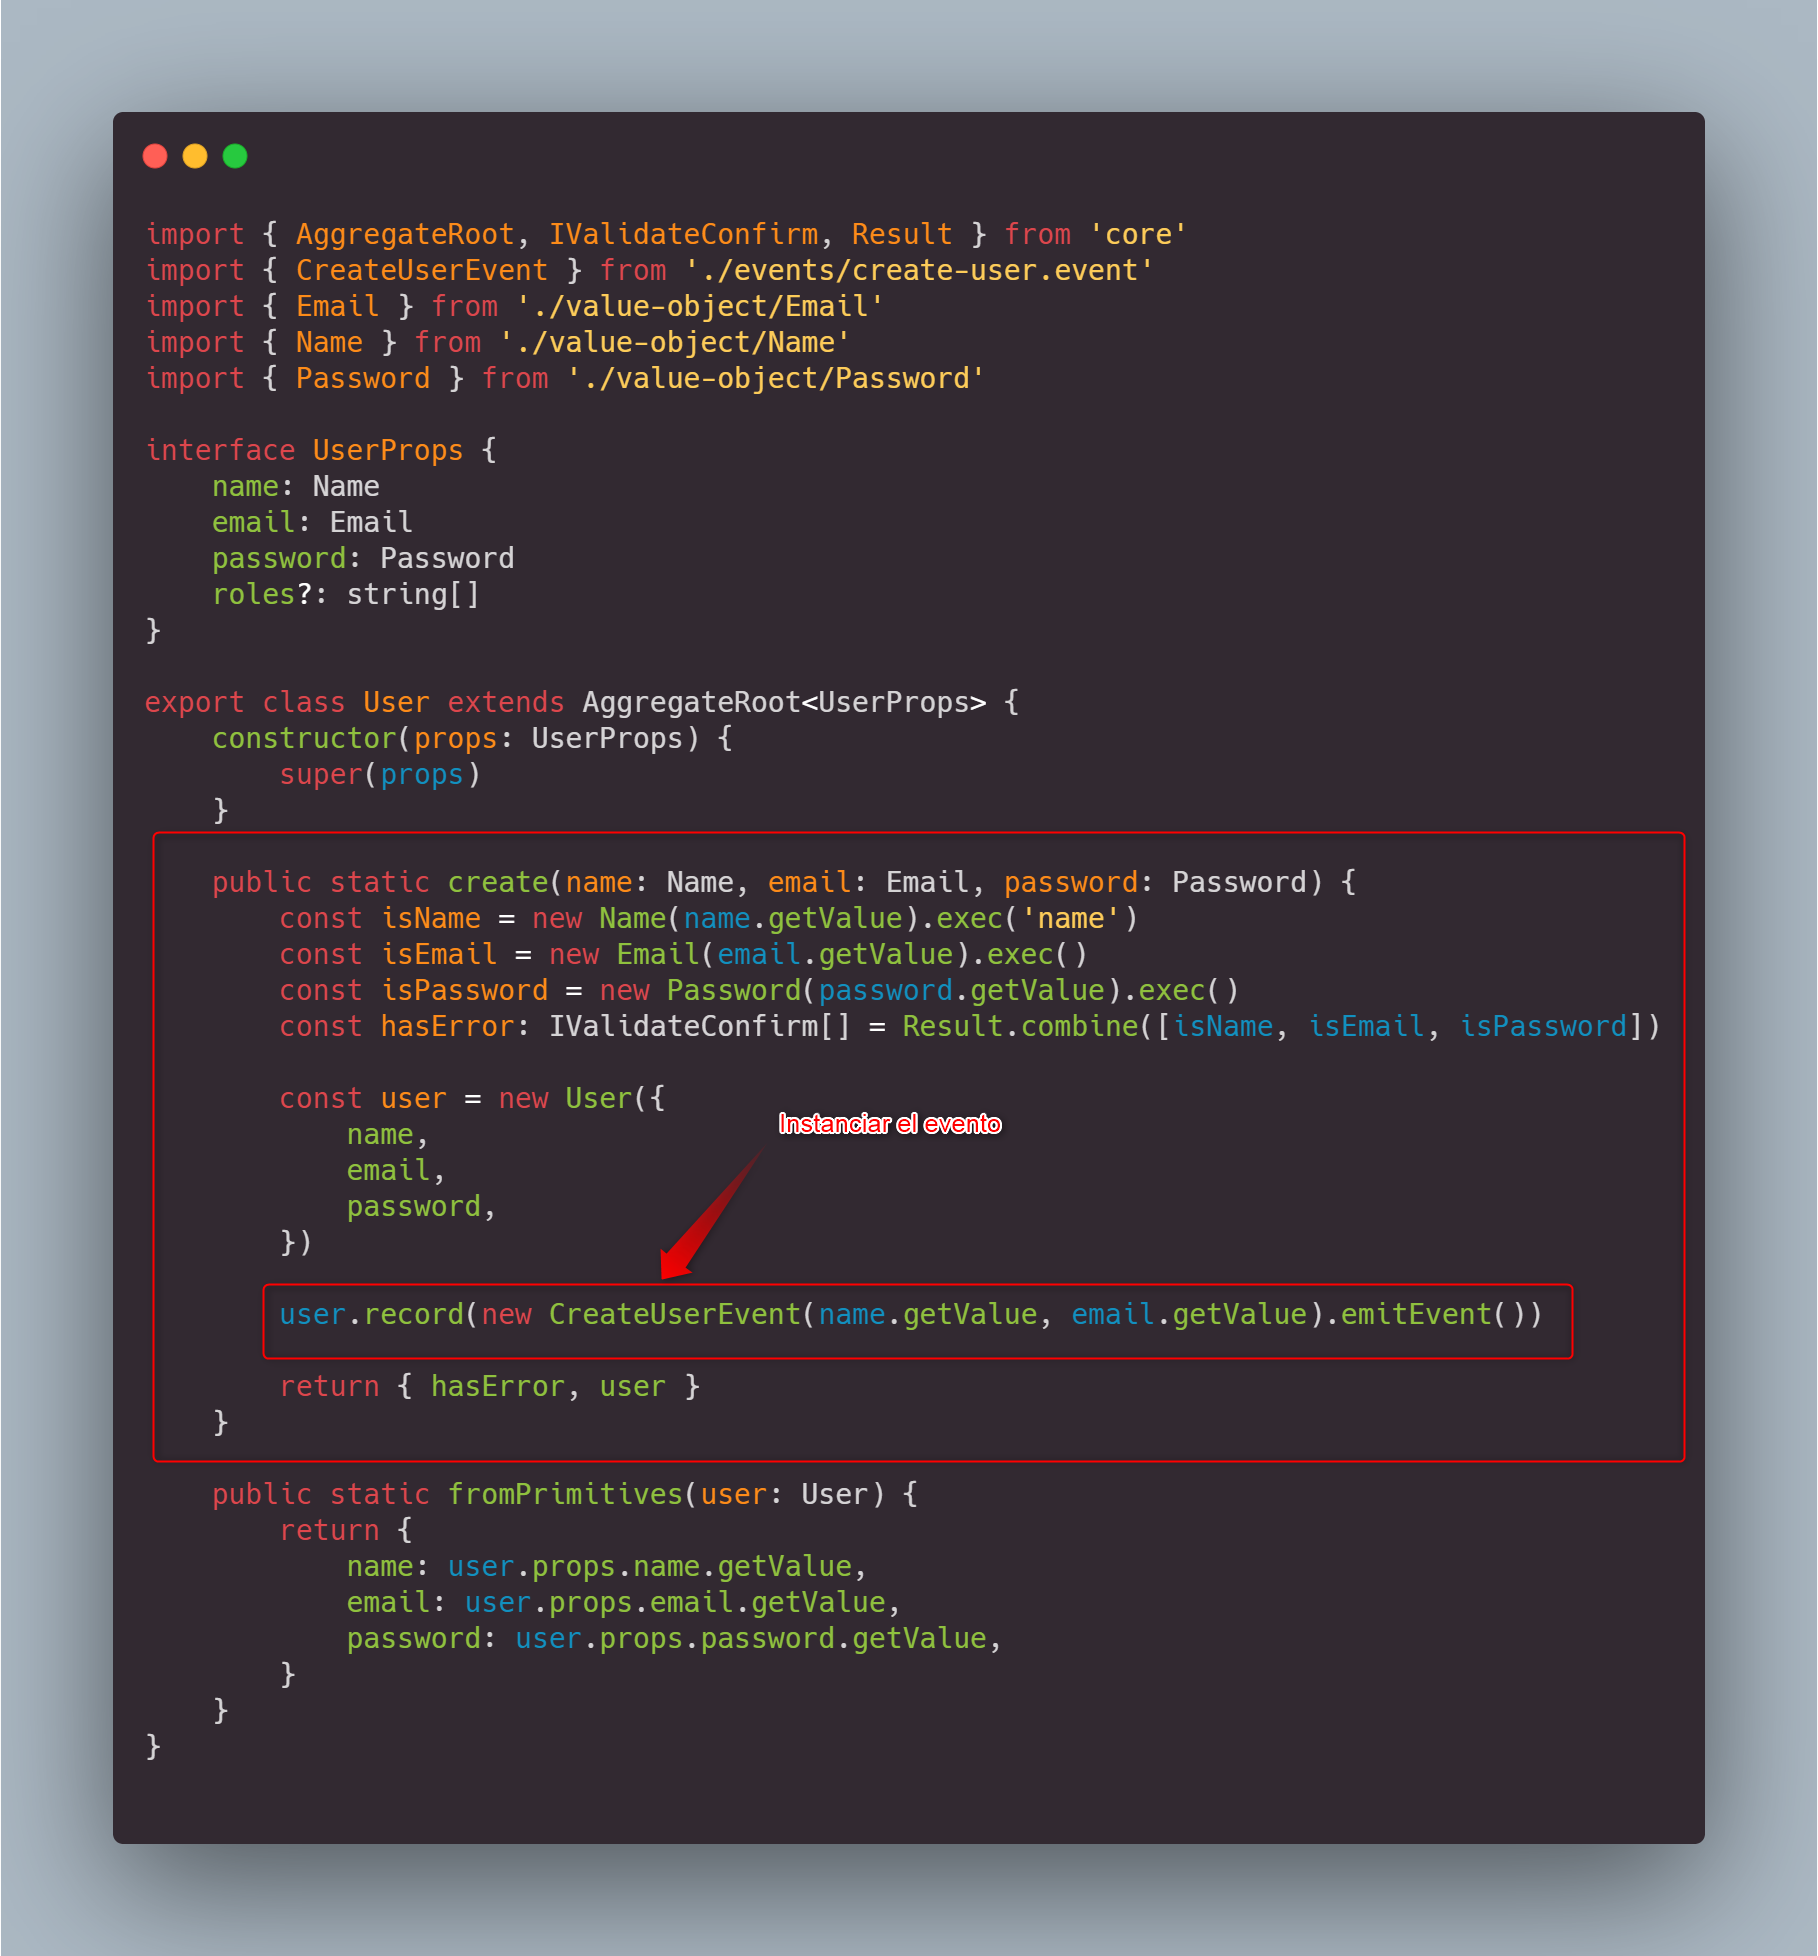 import { AggregateRoot, IValidateConfirm, Result } from 'core'
import { CreateUserEvent } from './events/create-user.event'
import { Email } from './value-object/Email'
import { Name } from './value-object/Name'
import { Password } from './value-object/Password'
interface UserProps {
name: Name
email: Email
password: Password
roles?: string[]
}
export class User extends AggregateRoot<UserProps> {
constructor(props: UserProps) {
super(props)
}
public static create(name: Name, email: Email, password: Password) {
const isName = new Name(name.getValue).exec('name')
const isEmail = new Email(email.getValue).exec()
const isPassword = new Password(password.getValue).exec()
const hasError: IValidateConfirm[] = Result.combine([isName, isEmail, isPassword])
const user = new User({
Instanciar el evento
name,
email,
password,
})
user.record(new CreateUserEvent(name.getValue, email.getValue).emitEvent())
return { hasError, user }
}
public static fromPrimitives(user: User) {
return {
name: user.props.name.getValue,
email: user.props.email.getValue,
password: user.props.password.getValue,
}
}
}